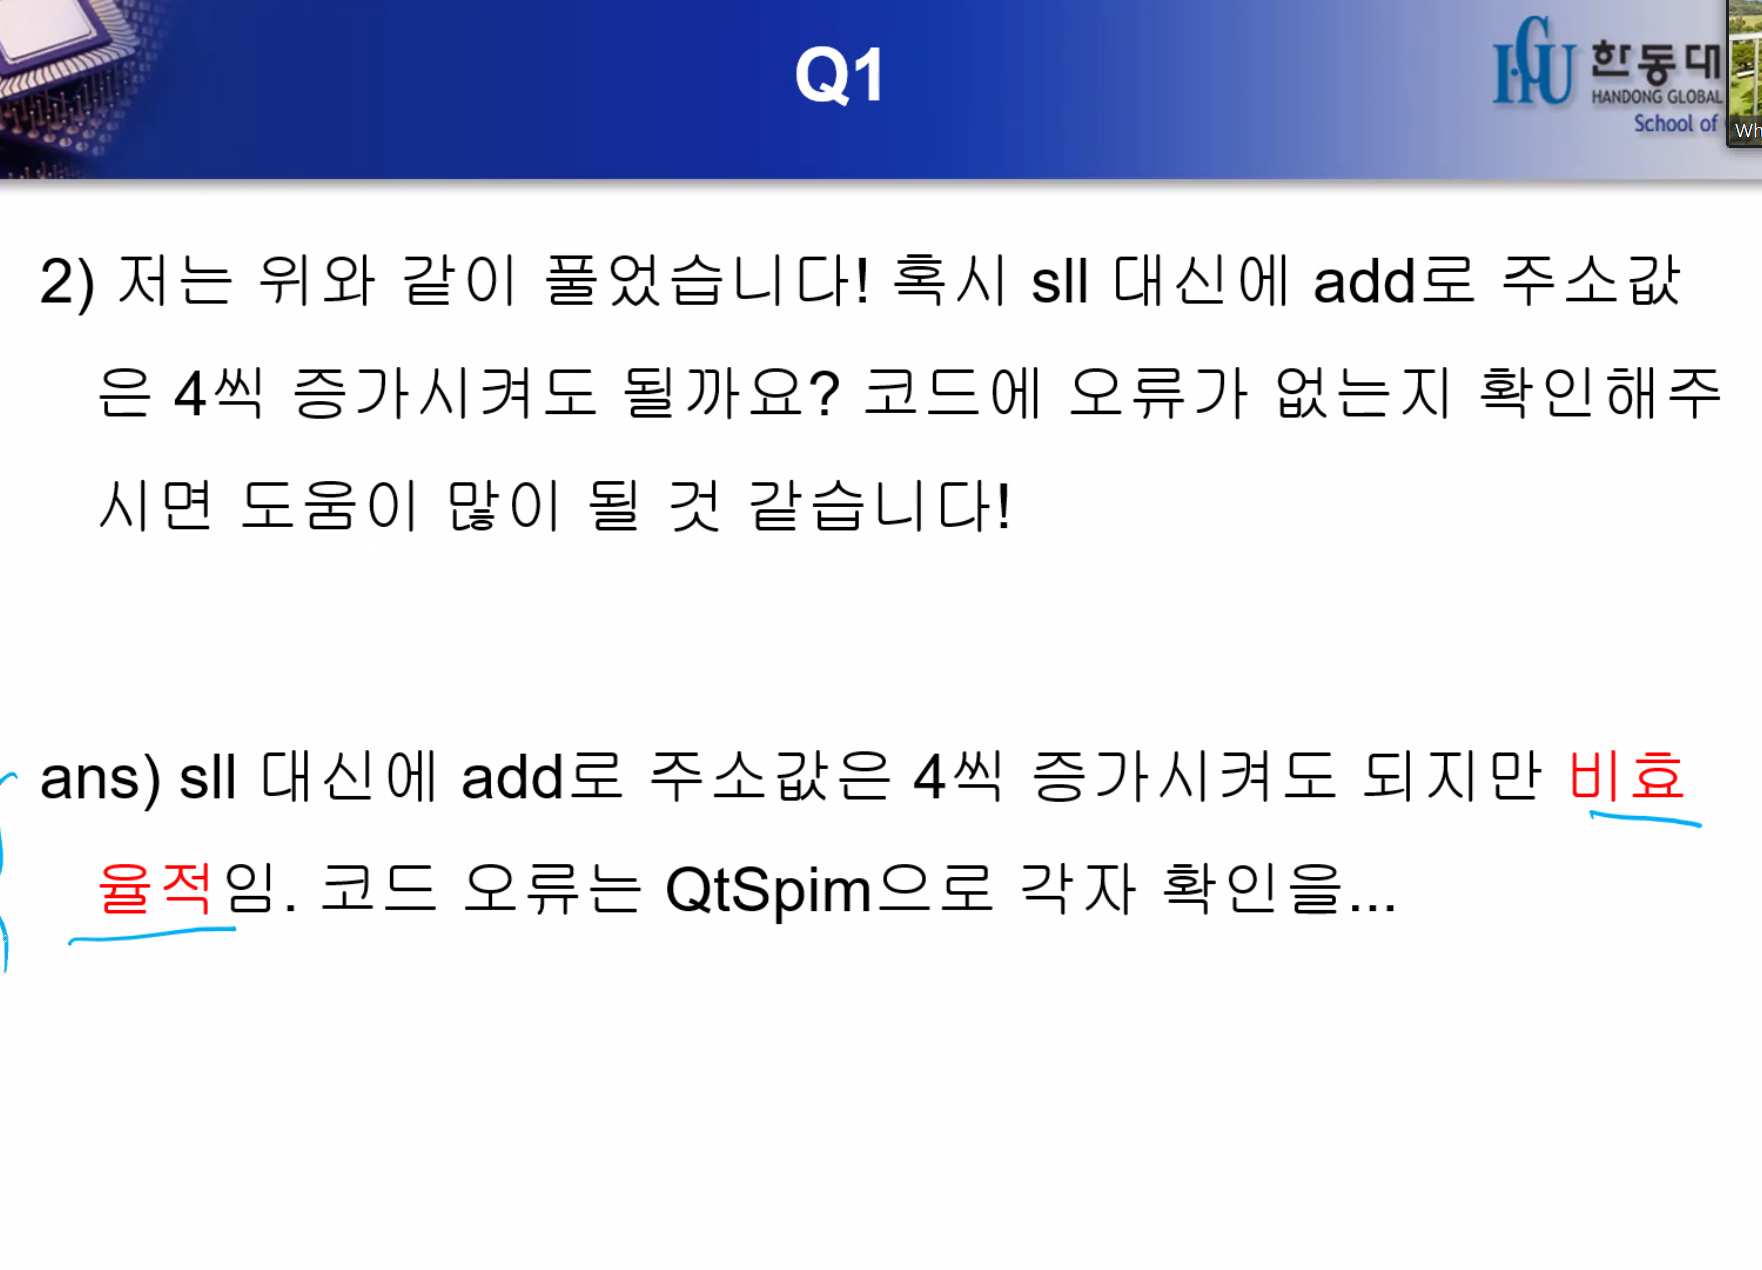 Q1
한동대
HANDONG GLOBAL
School of
Wh
2) 저는 위와 같이 풀었습니다! 혹시 sll 대신에 add로 주소값
은 4씩 증가시켜도 될까요? 코드에 오류가 없는지 확인해주
시면 도움이 많이 될 것 같습니다!
ans) sll 대신에 add로 주소값은 4씩 증가시켜도 되지만 비효
율적임. 코드 오류는 QtSpim으로 각자 확인을...